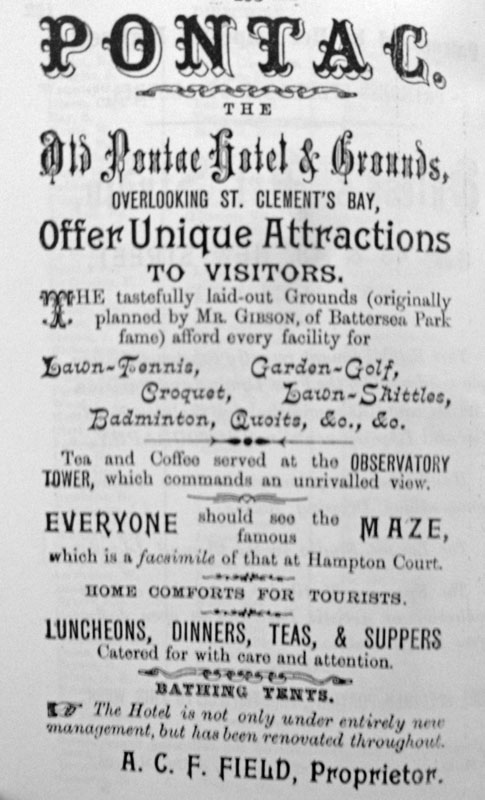 PONTAC.
THE
Old Pontac Hotel & Grounds,
OVERLOOKING ST. CLEMENT'S BAY,
Offer Unique Attractions
TO VISITORS.
THE tastefully laid-out Grounds (originally
planned by MR. GIBSON, of Battersea Park
fame) afford every facility for
Lawn-Tennis, Garden-Golf,
Croquet, Lawn-Skittles,
Badminton, Quoits, &c., &c.
Tea and Coffee served at the OBSERVATORY
TOWER, which commands an unrivalled view.
EVERYONE should see the famous MAZE,
which is a facsimile of that at Hampton Court.
HOME COMFORTS FOR TOURISTS.
LUNCHEONS, DINNERS, TEAS, & SUPPERS
Catered for with care and attention.
BATHING TENTS.
☞ The Hotel is not only under entirely new
management, but has been renovated throughout.
A. C. F. FIELD, Proprietor.